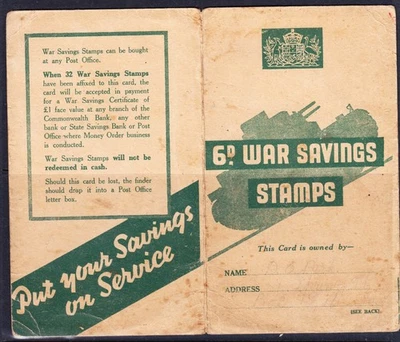 War Savings Stamps can be bought
at any Post Office.
When 32 War Savings Stamps
have been affixed to this card, the
card will be accepted in payment
for a War Savings Certificate of
£1 face value at any branch of the
Commonwealth Bank, any other
bank or State Savings Bank or Post
Office where Money Order business
is conducted.
War Savings Stamps will not be
redeemed in cash.
Should this card be lost, the finder
should drop it into a Post Office
letter box.
Put your Savings
on Service
6D WAR SAVINGS
STAMPS
This Card is owned by—
NAME
ADDRESS
(SEE BACK).